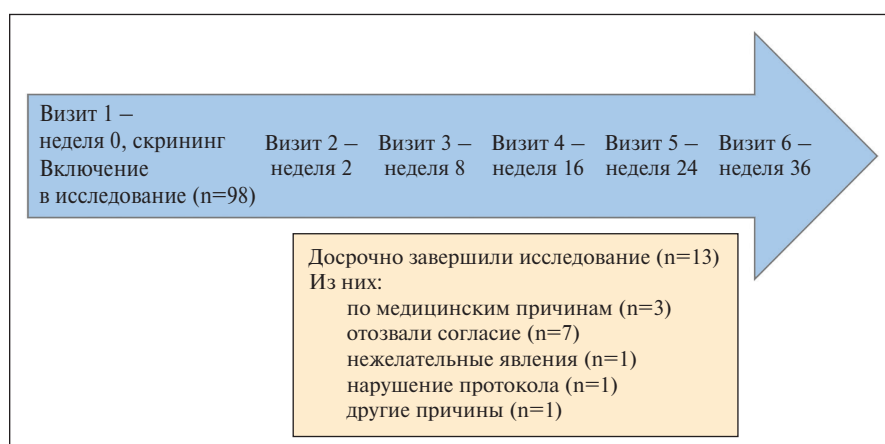 Визит 1 –
неделя 0, скрининг
Включение
в исследование (n=98)
Визит 2 –
неделя 2
Визит 3 –
неделя 8
Визит 4 –
неделя 16
Визит 5 –
неделя 24
Визит 6 –
неделя 36
Досрочно завершили исследование (n=13)
Из них:
по медицинским причинам (n=3)
отозвали согласие (n=7)
нежелательные явления (n=1)
нарушение протокола (n=1)
другие причины (n=1)